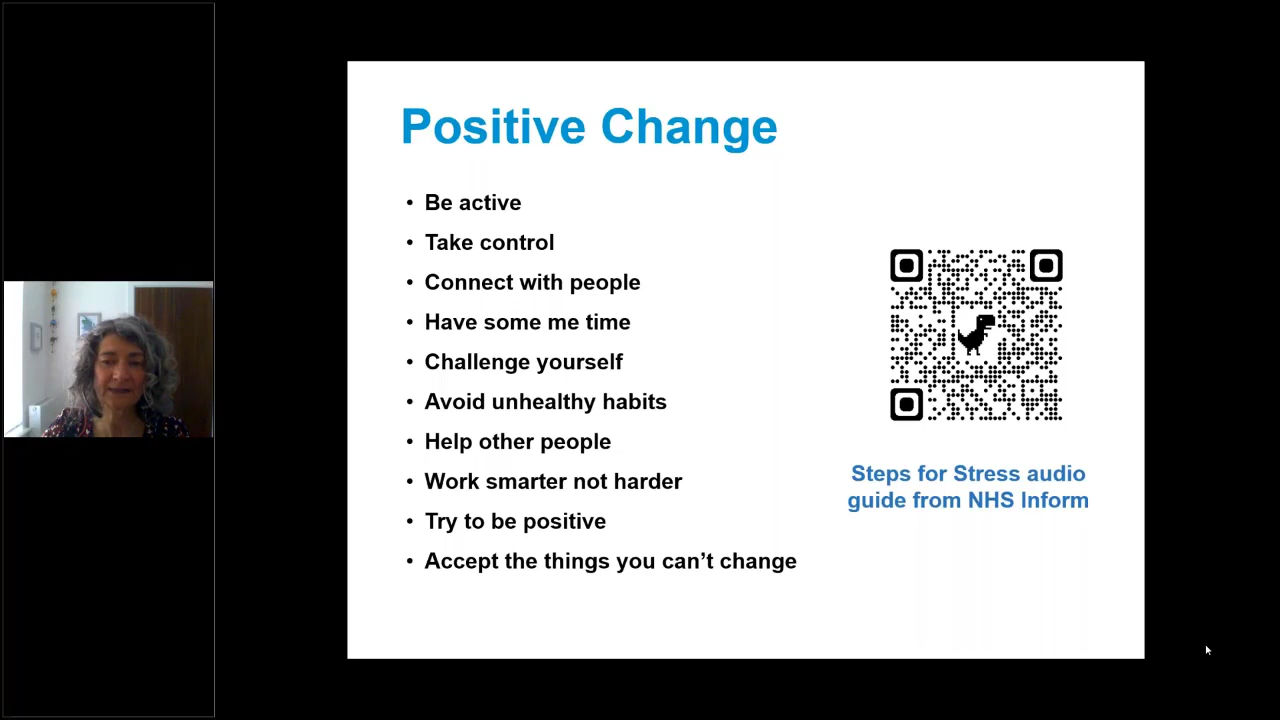 Positive Change
• Be active
• Take control
• Connect with people
• Have some me time
• Challenge yourself
• Avoid unhealthy habits
• Help other people
• Work smarter not harder
• Try to be positive
• Accept the things you can’t change
Steps for Stress audio
guide from NHS Inform